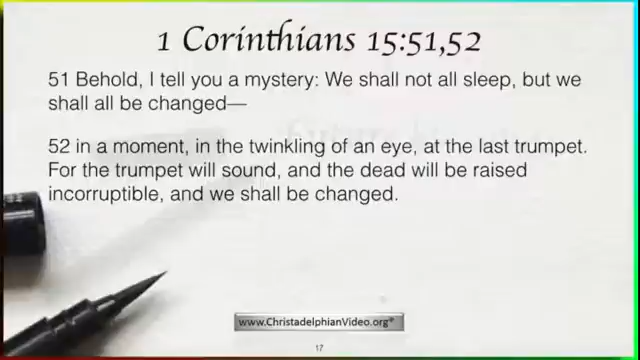 1 Corinthians 15:51,52
51 Behold, I tell you a mystery: We shall not all sleep, but we
shall all be changed—
52 in a moment, in the twinkling of an eye, at the last trumpet.
For the trumpet will sound, and the dead will be raised
incorruptible, and we shall be changed.
www.ChristadelphianVideo.org®
17